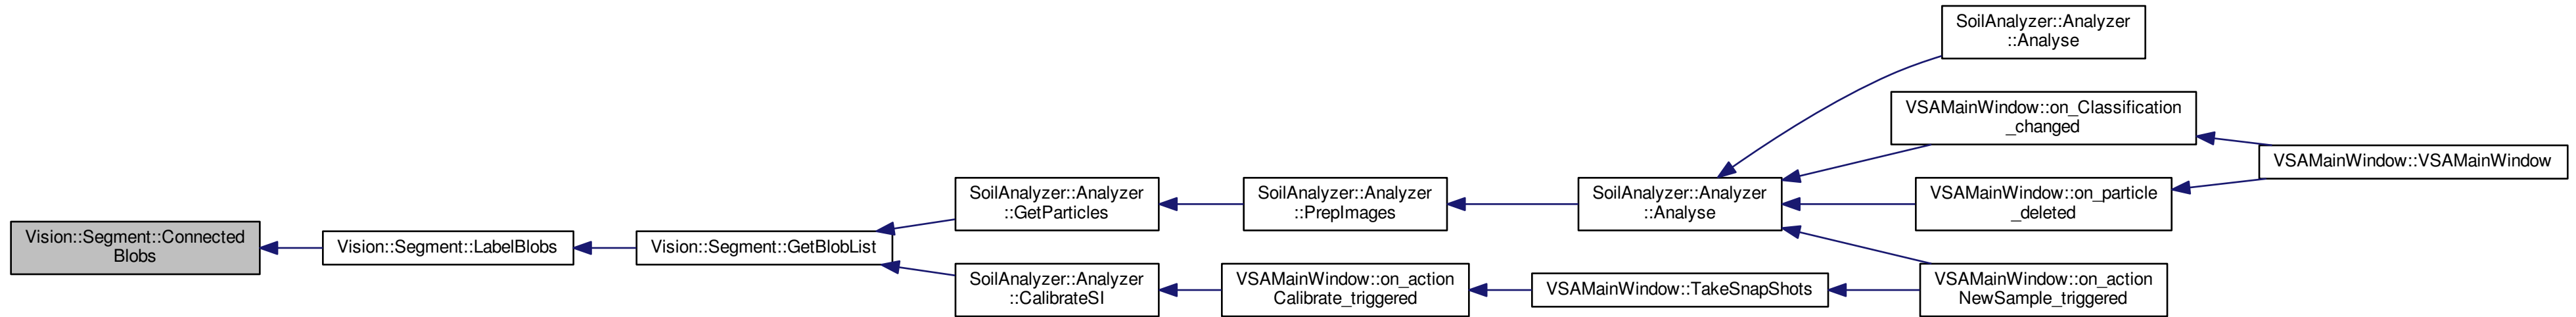 SoilAnalyzer::Analyzer
::Analyse
VSAMainWindow::on_Classification
_changed
VSAMainWindow::VSAMainWindow
SoilAnalyzer::Analyzer
::GetParticles
SoilAnalyzer::Analyzer
::PrepImages
SoilAnalyzer::Analyzer
::Analyse
VSAMainWindow::on_particle
_deleted
Vision::Segment::Connected
Blobs
Vision::Segment::LabelBlobs
Vision::Segment::GetBlobList
SoilAnalyzer::Analyzer
::CalibrateSI
VSAMainWindow::on_action
Calibrate_triggered
VSAMainWindow::TakeSnapShots
VSAMainWindow::on_action
NewSample_triggered